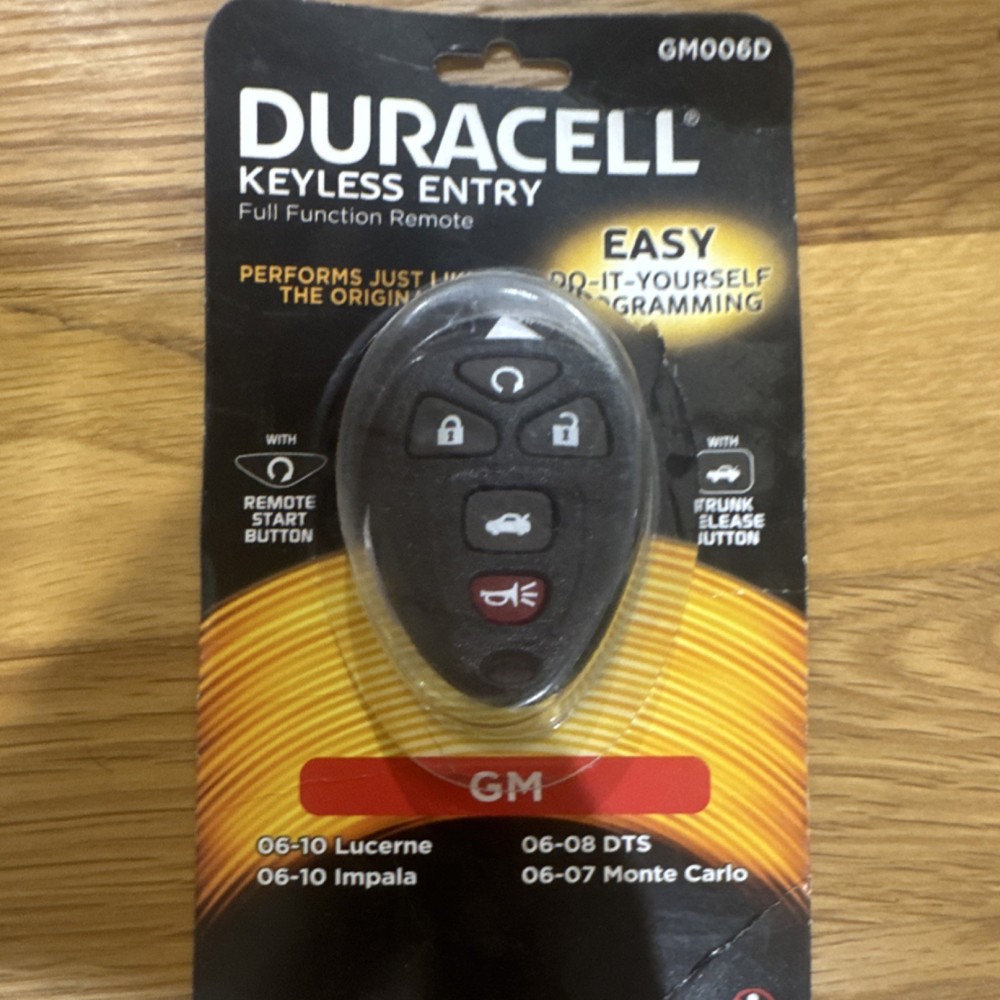 GM006D
DURACELL®
KEYLESS ENTRY
Full Function Remote
EASY
DO-IT-YOURSELF
PERFORMS JUST
THE
WITH
REMOTE
START
BUTTON
WITH
GM
06-10 Lucerne
06-10 Impala
06-08 DTS
06-07 Monte Carlo